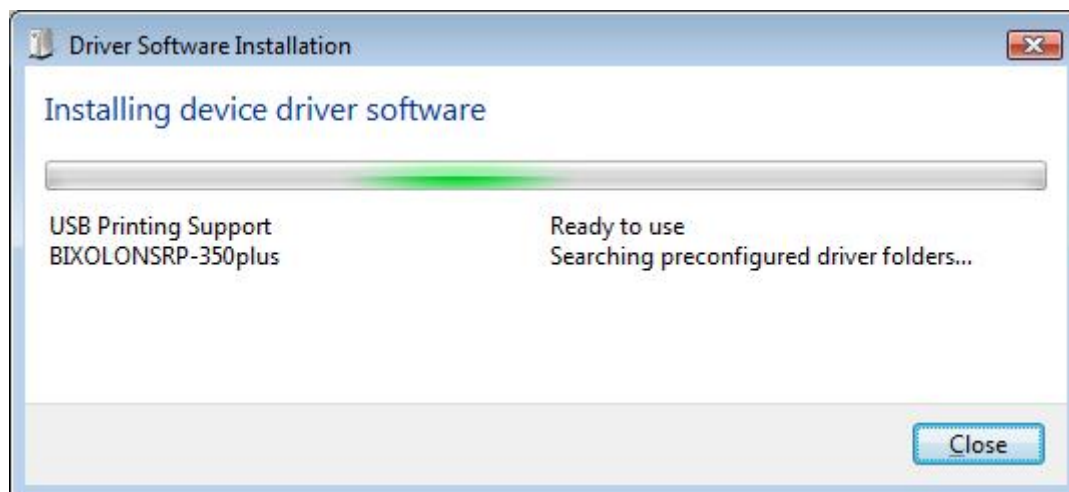 Driver Software Installation
Installing device driver software
USB Printing Support Ready to use
BIXOLONSRP-350plus Searching preconfigured driver folders...
Close